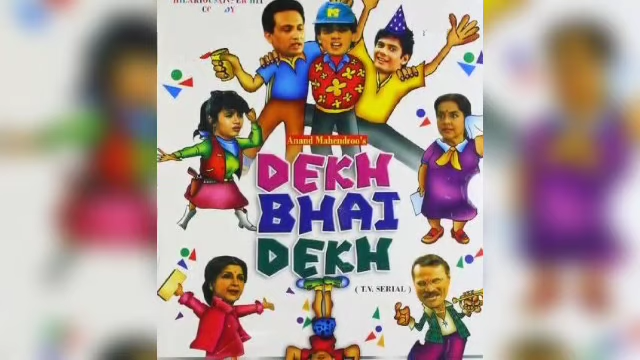 Anand Mahendroo's
DEKH
BHAI
DEKH
( T.V. SERIAL )